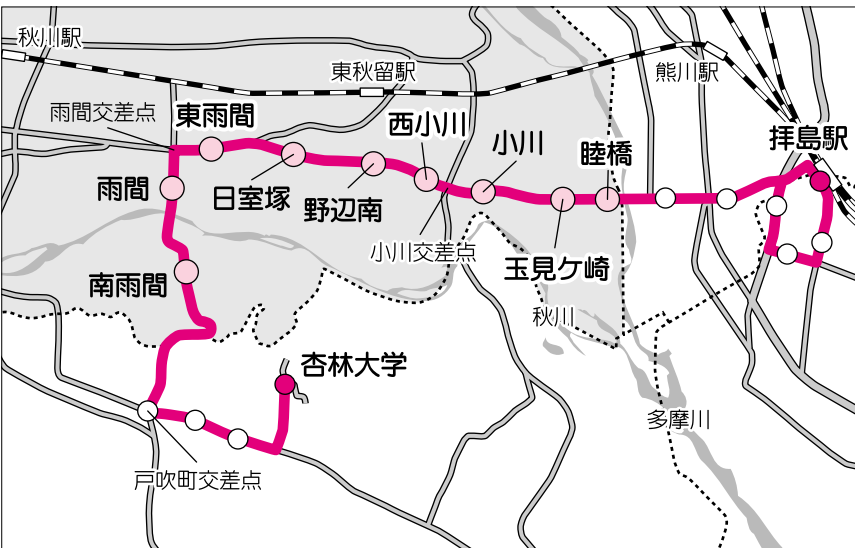 秋川駅
東秋留駅
熊川駅
雨間交差点
東雨間
西小川
小川
睦橋
拝島駅
雨間
日室塚
野辺南
小川交差点
玉見ケ崎
南雨間
秋川
杏林大学
多摩川
戸吹町交差点